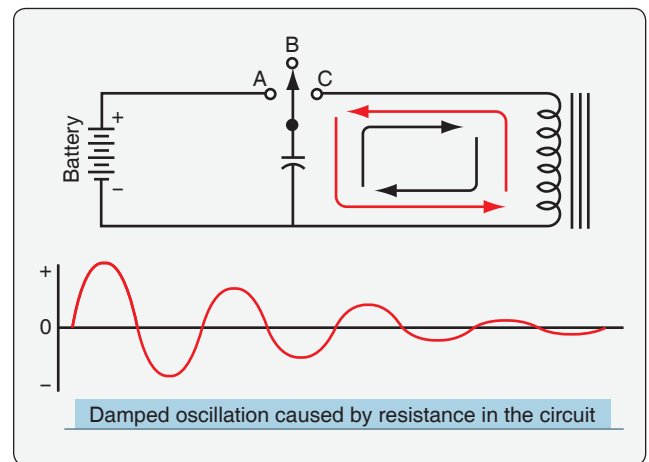 B
A C
Battery
+
−
+
0
−
Damped oscillation caused by resistance in the circuit